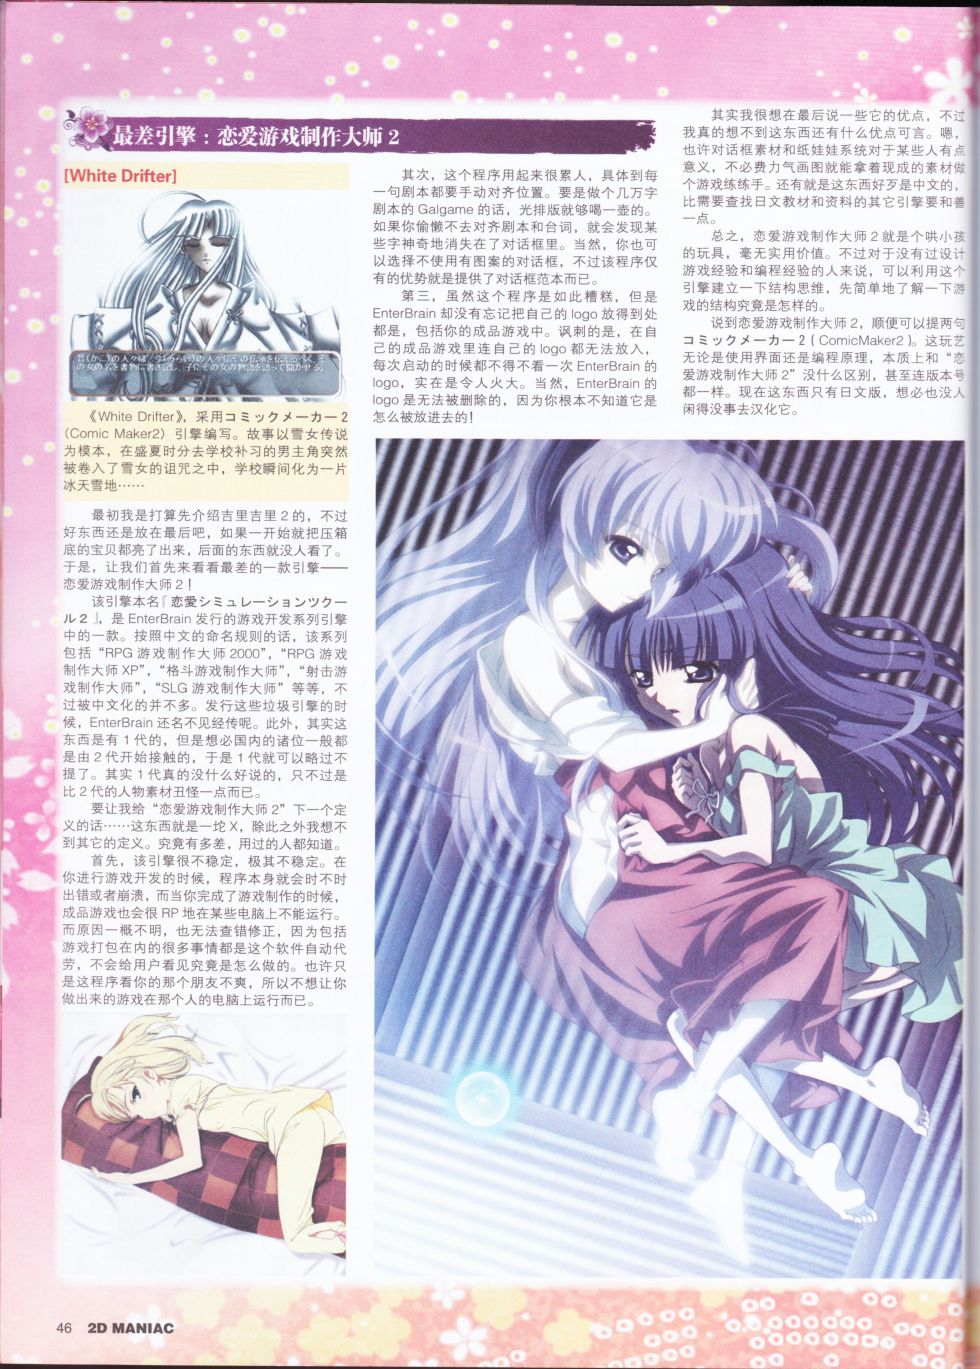 最差引擎：恋爱游戏制作大师 2
[White Drifter]
《White Drifter》，采用コミックメーカー2
(Comic Maker2) 引擎编写。故事以雪女传说
为模本，在盛夏时分去学校补习的男主角突然
被卷入了雪女的诅咒之中，学校瞬间化为一片
冰天雪地……
最初我是打算先介绍吉里吉里 2 的，不过
好东西还是放在最后吧，如果一开始就把压箱
底的宝贝都亮了出来，后面的东西就没人看了。
于是，让我们首先来看看最差的一款引擎——
恋爱游戏制作大师 2！
该引擎本名『恋愛シミュレーションツクー
ル2 』，是 EnterBrain 发行的游戏开发系列引擎
中的一款。按照中文的命名规则的话，该系列
包括“RPG 游戏制作大师 2000”，“RPG 游戏
制作大师 XP”，“格斗游戏制作大师”，“射击游
戏制作大师”，“SLG 游戏制作大师”等等，不
过被中文化的并不多。发行这些垃圾引擎的时
候，EnterBrain 还名不见经传呢。此外，其实这
东西是有 1 代的，但是想必国内的诸位一般都
是由 2 代开始接触的，于是 1 代就可以略过不
提了。其实 1 代真的没什么好说的，只不过是
比 2 代的人物素材丑怪一点而已。
要让我给“恋爱游戏制作大师 2”下一个定
义的话……这东西就是一坨 X，除此之外我想不
到其它的定义。究竟有多差，用过的人都知道。
首先，该引擎很不稳定，极其不稳定。在
你进行游戏开发的时候，程序本身就会时不时
出错或者崩溃，而当你完成了游戏制作的时候，
成品游戏也会很 RP 地在某些电脑上不能运行。
而原因一概不明，也无法查错修正，因为包括
游戏打包在内的很多事情都是这个软件自动代
劳，不会给用户看见究竟是怎么做的。也许只
是这程序看你的那个朋友不爽，所以不想让你
做出来的游戏在那个人的电脑上运行而已。
其次，这个程序用起来很累人，具体到每
一句剧本都要手动对齐位置。要是做个几万字
剧本的 Galgame 的话，光排版就够喝一壶的。
如果你偷懒不去对齐剧本和台词，就会发现某
些字神奇地消失在了对话框里。当然，你也可
以选择不使用有图案的对话框，不过该程序仅
有的优势就是提供了对话框范本而已。
第三，虽然这个程序是如此糟糕，但是
EnterBrain 却没有忘记把自己的 logo 放得到处
都是，包括你的成品游戏中。讽刺的是，在自
己的成品游戏里连自己的 logo 都无法放入，
每次启动的时候都不得不看一次 EnterBrain 的
logo，实在是令人火大。当然，EnterBrain 的
logo 是无法被删除的，因为你根本不知道它是
怎么被放进去的！
其实我很想在最后说一些它的优点，不过
我真的想不到这东西还有什么优点可言。嗯，
也许对话框素材和纸娃娃系统对于某些人有点
意义，不必费力气画图就能拿着现成的素材做
个游戏练练手。还有就是这东西好歹是中文的，
比需要查找日文教材和资料的其它引擎要和善
一点。
总之，恋爱游戏制作大师 2 就是个哄小孩
的玩具，毫无实用价值。不过对于没有过设计
游戏经验和编程经验的人来说，可以利用这个
引擎建立一下结构思维，先简单地了解一下游
戏的结构究竟是怎样的。
说到恋爱游戏制作大师 2，顺便可以提两句
コミックメーカー2 ( ComicMaker2 )。这玩艺
无论是使用界面还是编程原理，本质上和“恋
爱游戏制作大师 2”没什么区别，甚至连版本号
都一样。现在这东西只有日文版，想必也没人
闲得没事去汉化它。
46 2D MANIAC